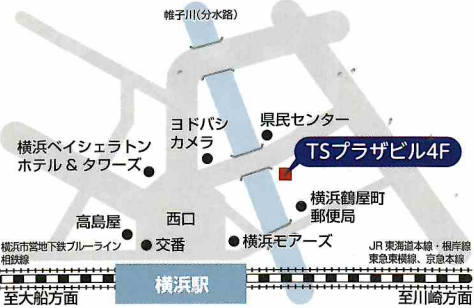 帷子川(分水路)
ヨドバシ
カメラ
県民センター
横浜ベイシェラトン
ホテル & タワーズ
TSプラザビル4F
横浜鶴屋町
郵便局
高島屋
西口
交番
横浜モアーズ
横浜市営地下鉄ブルーライン
相鉄線
JR 東海道本線・根岸線
東急東横線、京急本線
横浜駅
至大船方面
至川崎方面